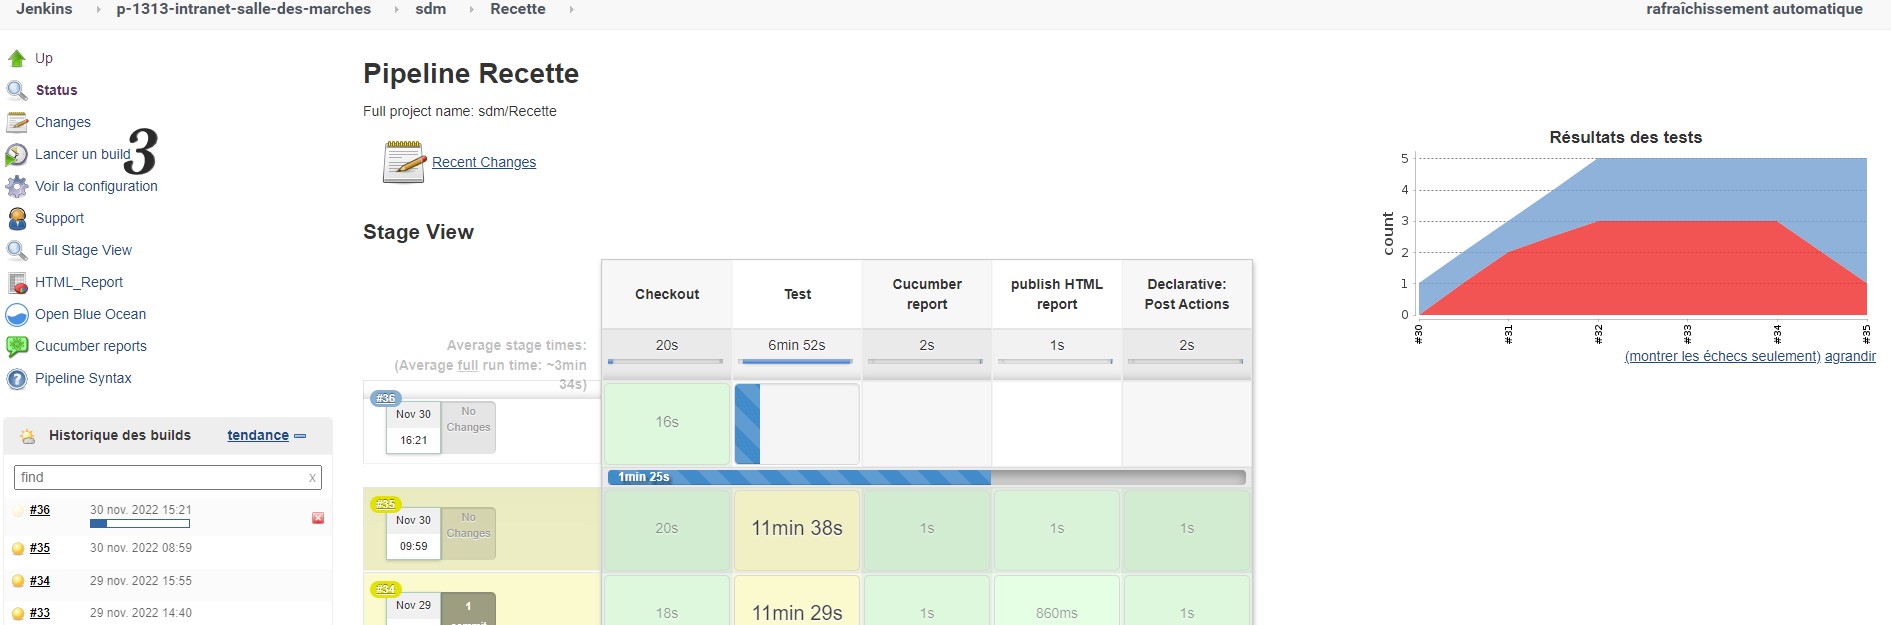 Jenkins p-1313-intranet-salle-des-marches sdm Recette rafraîchissement automatique
Up
Status
Changes
Lancer un build
3
Voir la configuration
Support
Full Stage View
HTML_Report
Open Blue Ocean
Cucumber reports
Pipeline Syntax
Historique des builds tendance
find x
#36 30 nov. 2022 15:21
#35 30 nov. 2022 08:59
#34 29 nov. 2022 15:55
#33 29 nov. 2022 14:40
Pipeline Recette
Full project name: sdm/Recette
Recent Changes
Stage View
Checkout
Test
Cucumber
report
publish HTML
report
Declarative:
Post Actions
Average stage times:
(Average full run time: ~3min
34s)
20s 6min 52s 2s 1s 2s
#36
Nov 30
16:21
No
Changes
16s
1min 25s
#35
Nov 30
09:59
No
Changes
20s 11min 38s 1s 1s 1s
#34
Nov 29
1
commit
18s 11min 29s 1s 860ms 1s
Résultats des tests
count
5
4
3
2
1
0
#30 #31 #32 #33 #34 #35
(montrer les échecs seulement) agrandir